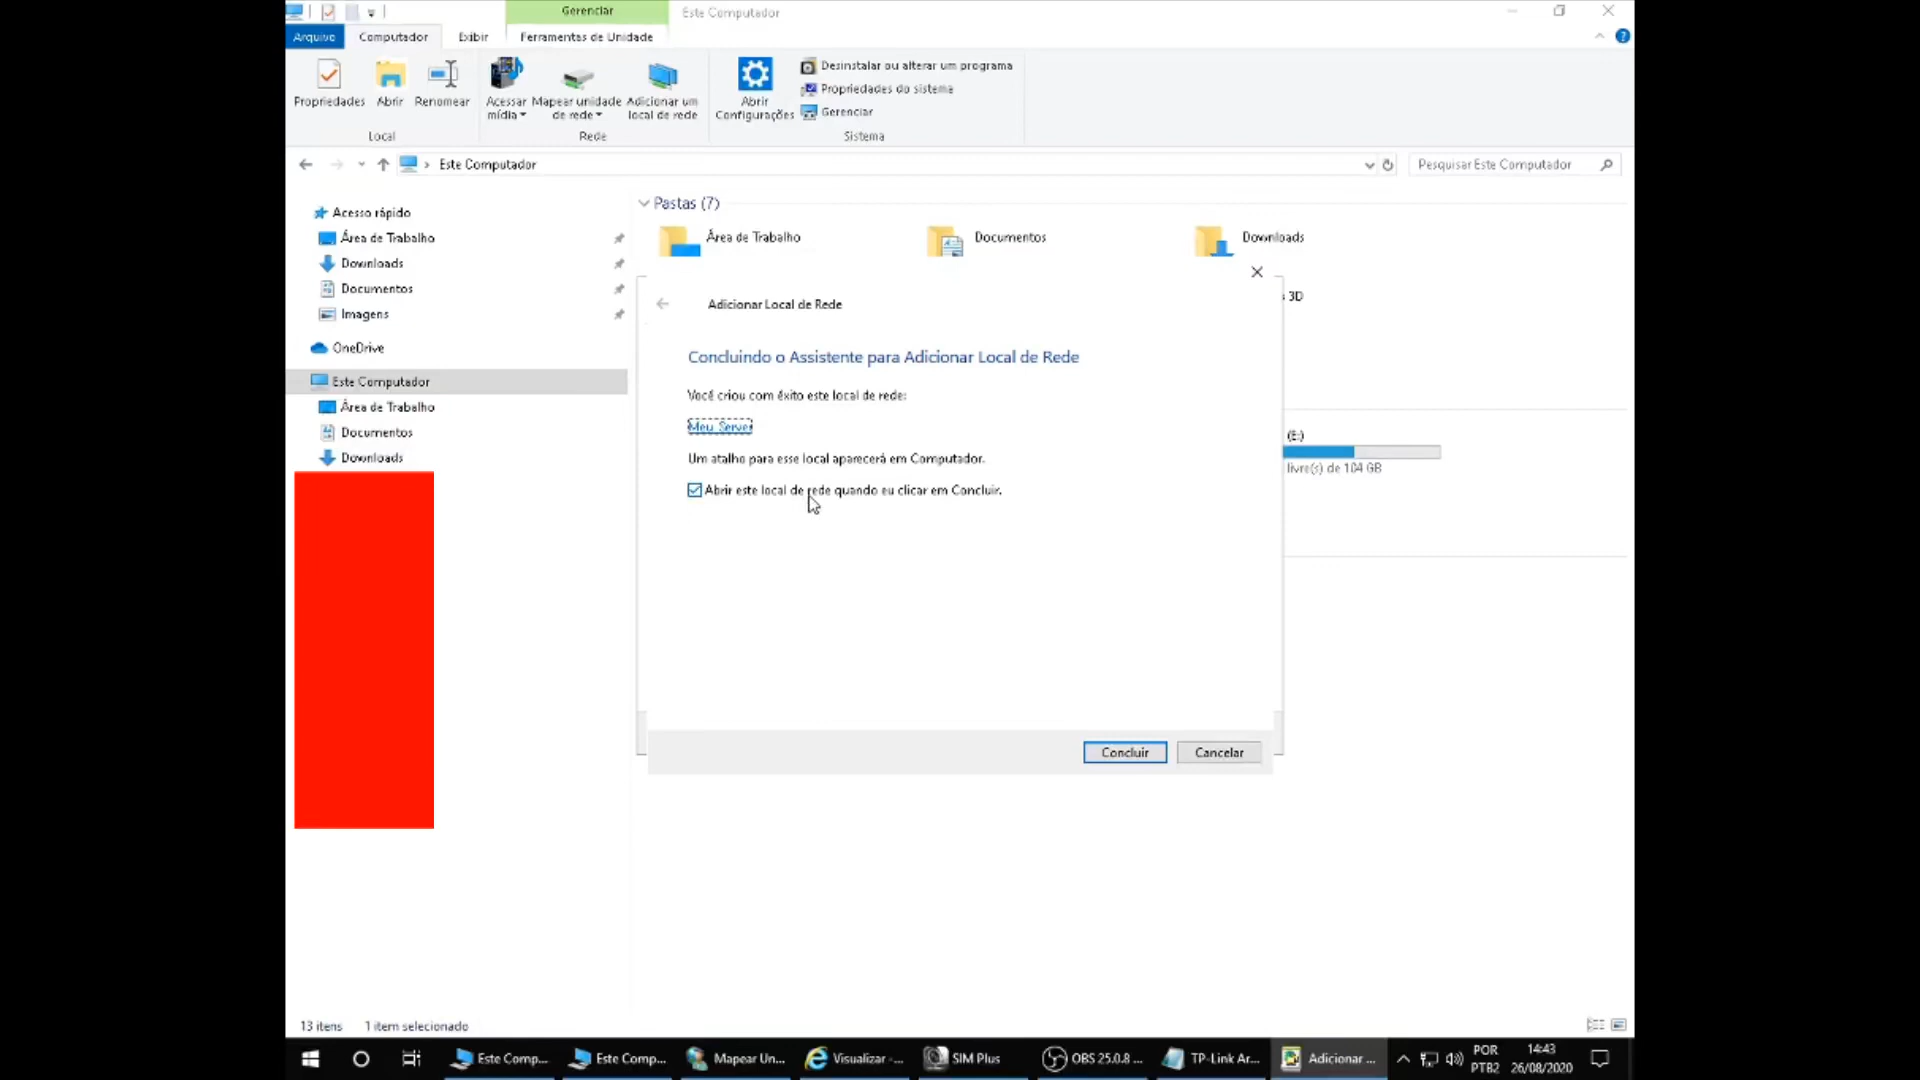 Gerenciar
Este Computador
Arquivo
Computador
Exibir
Ferramentas de Unidade
Propriedades
Abrir
Renomear
Acessar mídia
Mapear unidade de rede
Adicionar um local de rede
Abrir Configurações
Desinstalar ou alterar um programa
Propriedades do sistema
Gerenciar
Local
Rede
Sistema
Este Computador
Pesquisar Este Computador
Acesso rápido
Área de Trabalho
Downloads
Documentos
Imagens
OneDrive
Este Computador
Área de Trabalho
Documentos
Downloads
Pastas (7)
Área de Trabalho
Documentos
Downloads
3D
(E:)
livre(s) de 104 GB
Adicionar Local de Rede
Concluindo o Assistente para Adicionar Local de Rede
Você criou com êxito este local de rede:
Meu Server
Um atalho para esse local aparecerá em Computador.
Abrir este local de rede quando eu clicar em Concluir.
Concluir
Cancelar
13 itens
1 item selecionado
Este Comp...
Este Comp...
Mapear Un...
Visualizar -...
SIM Plus
OBS 25.0.8 ...
TP-Link Ar...
Adicionar ...
POR
PTB2
14:43
26/08/2020